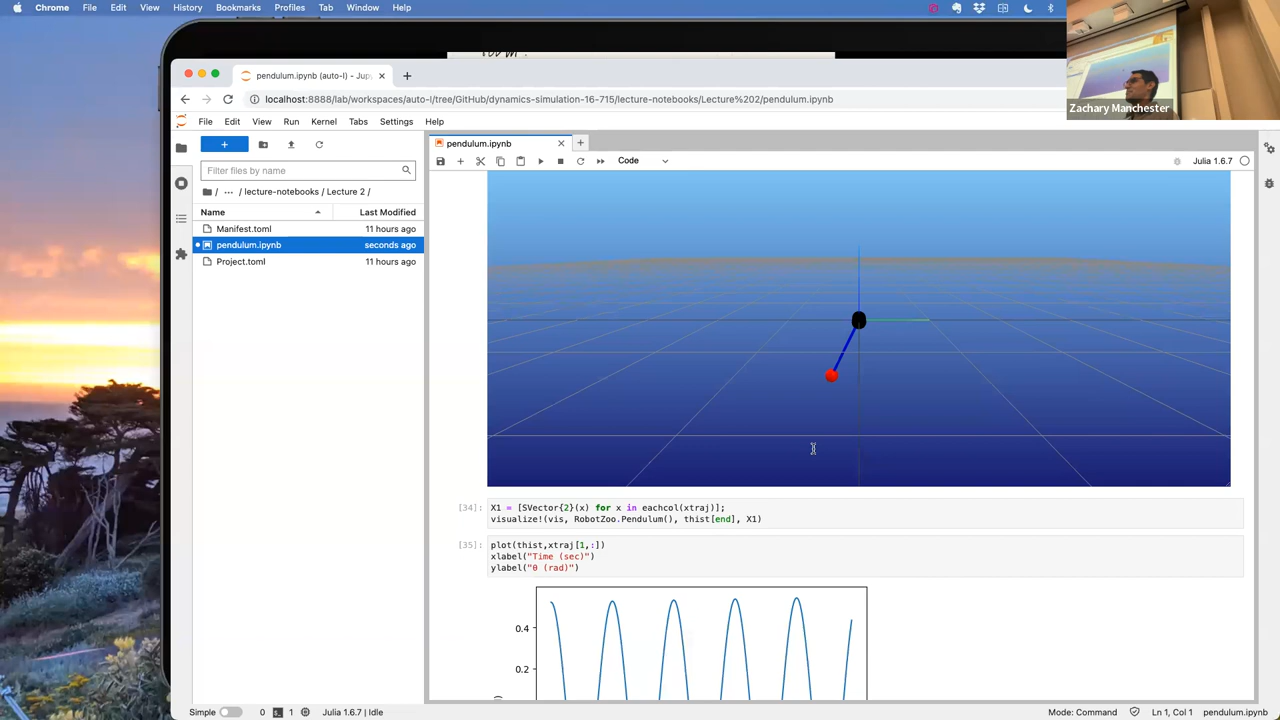 Chrome File Edit View History Bookmarks Profiles Tab Window Help
Zachary Manchester
pendulum.ipynb (auto-I) - Jup
localhost:8888/lab/workspaces/auto-I/tree/GitHub/dynamics-simulation-16-715/lecture-notebooks/Lecture%202/pendulum.ipynb
File Edit View Run Kernel Tabs Settings Help
pendulum.ipynb
Code
Julia 1.6.7
Filter files by name
/ ... / lecture-notebooks / Lecture 2 /
Name Last Modified
Manifest.toml 11 hours ago
pendulum.ipynb seconds ago
Project.toml 11 hours ago
[34]: X1 = [SVector{2}(x) for x in eachcol(xtraj)];
visualize!(vis, RobotZoo.Pendulum(), thist[end], X1)
[35]: plot(thist,xtraj[1,:])
xlabel("Time (sec)")
ylabel("θ (rad)")
0.4
0.2
Simple 0 1 Julia 1.6.7 | Idle Mode: Command Ln 1, Col 1 pendulum.ipynb